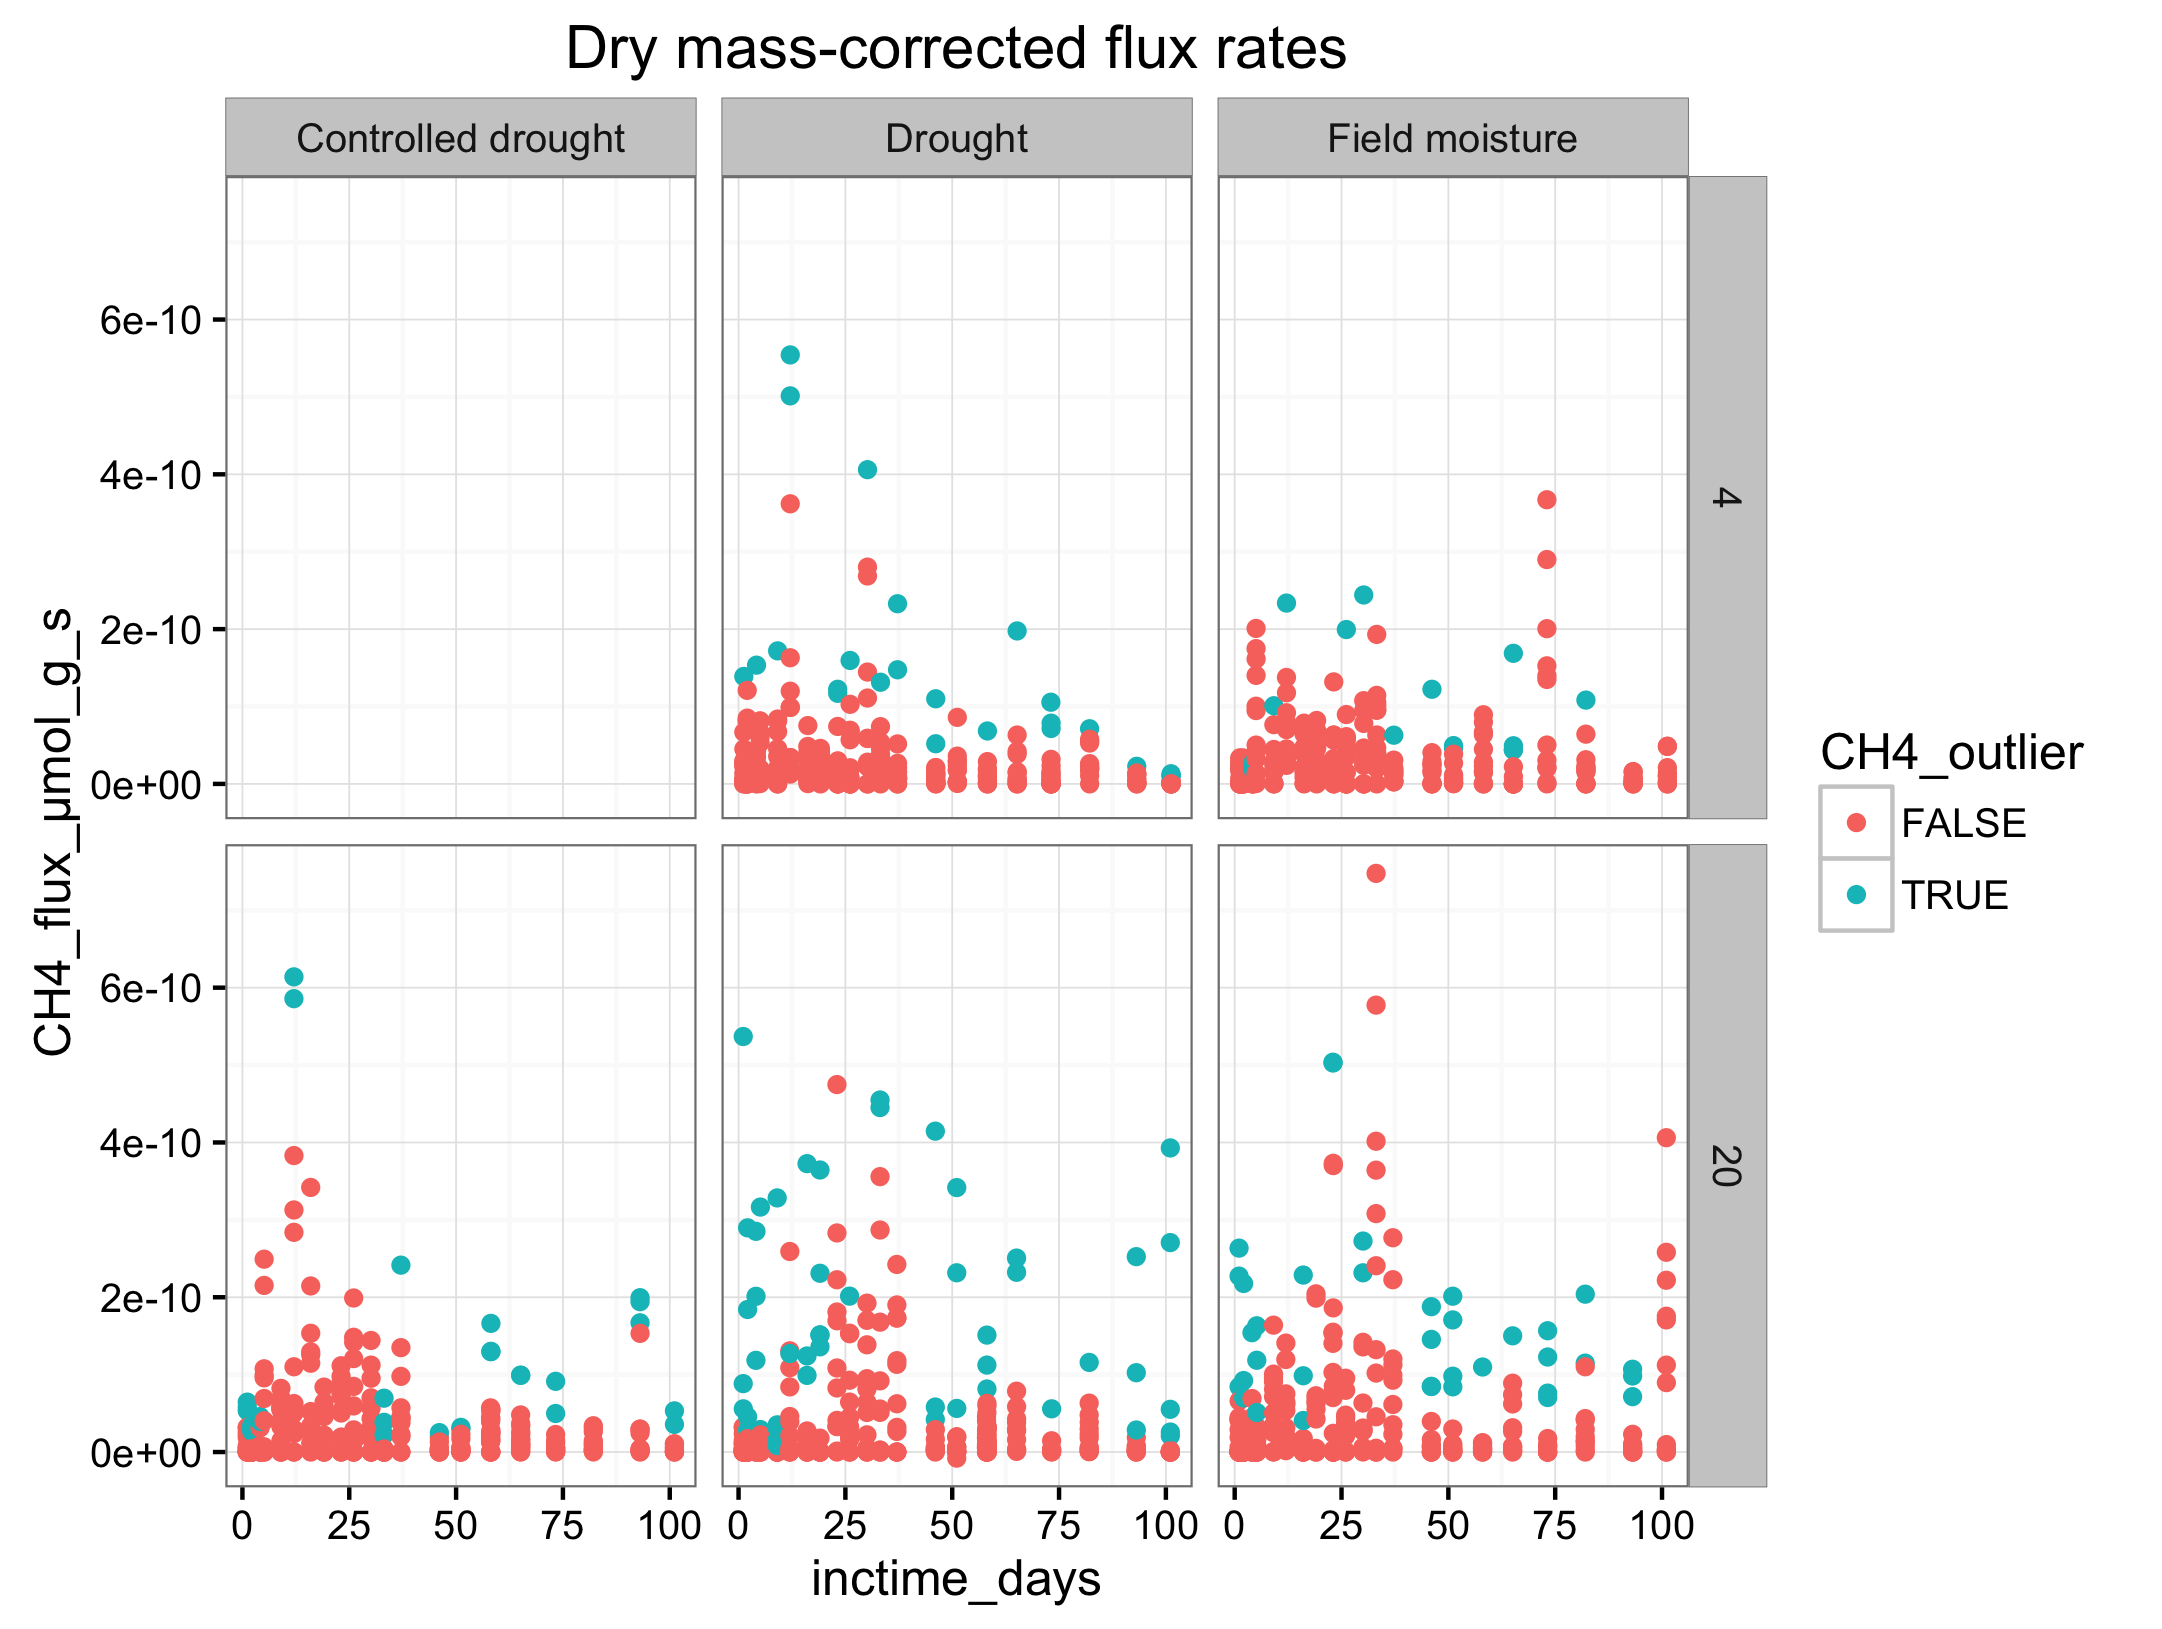 Dry mass-corrected flux rates
Controlled drought
Drought
Field moisture
4
20
CH4_flux_µmol_g_s
6e-10
4e-10
2e-10
0e+00
6e-10
4e-10
2e-10
0e+00
0 25 50 75 100
0 25 50 75 100
0 25 50 75 100
inctime_days
CH4_outlier
FALSE
TRUE